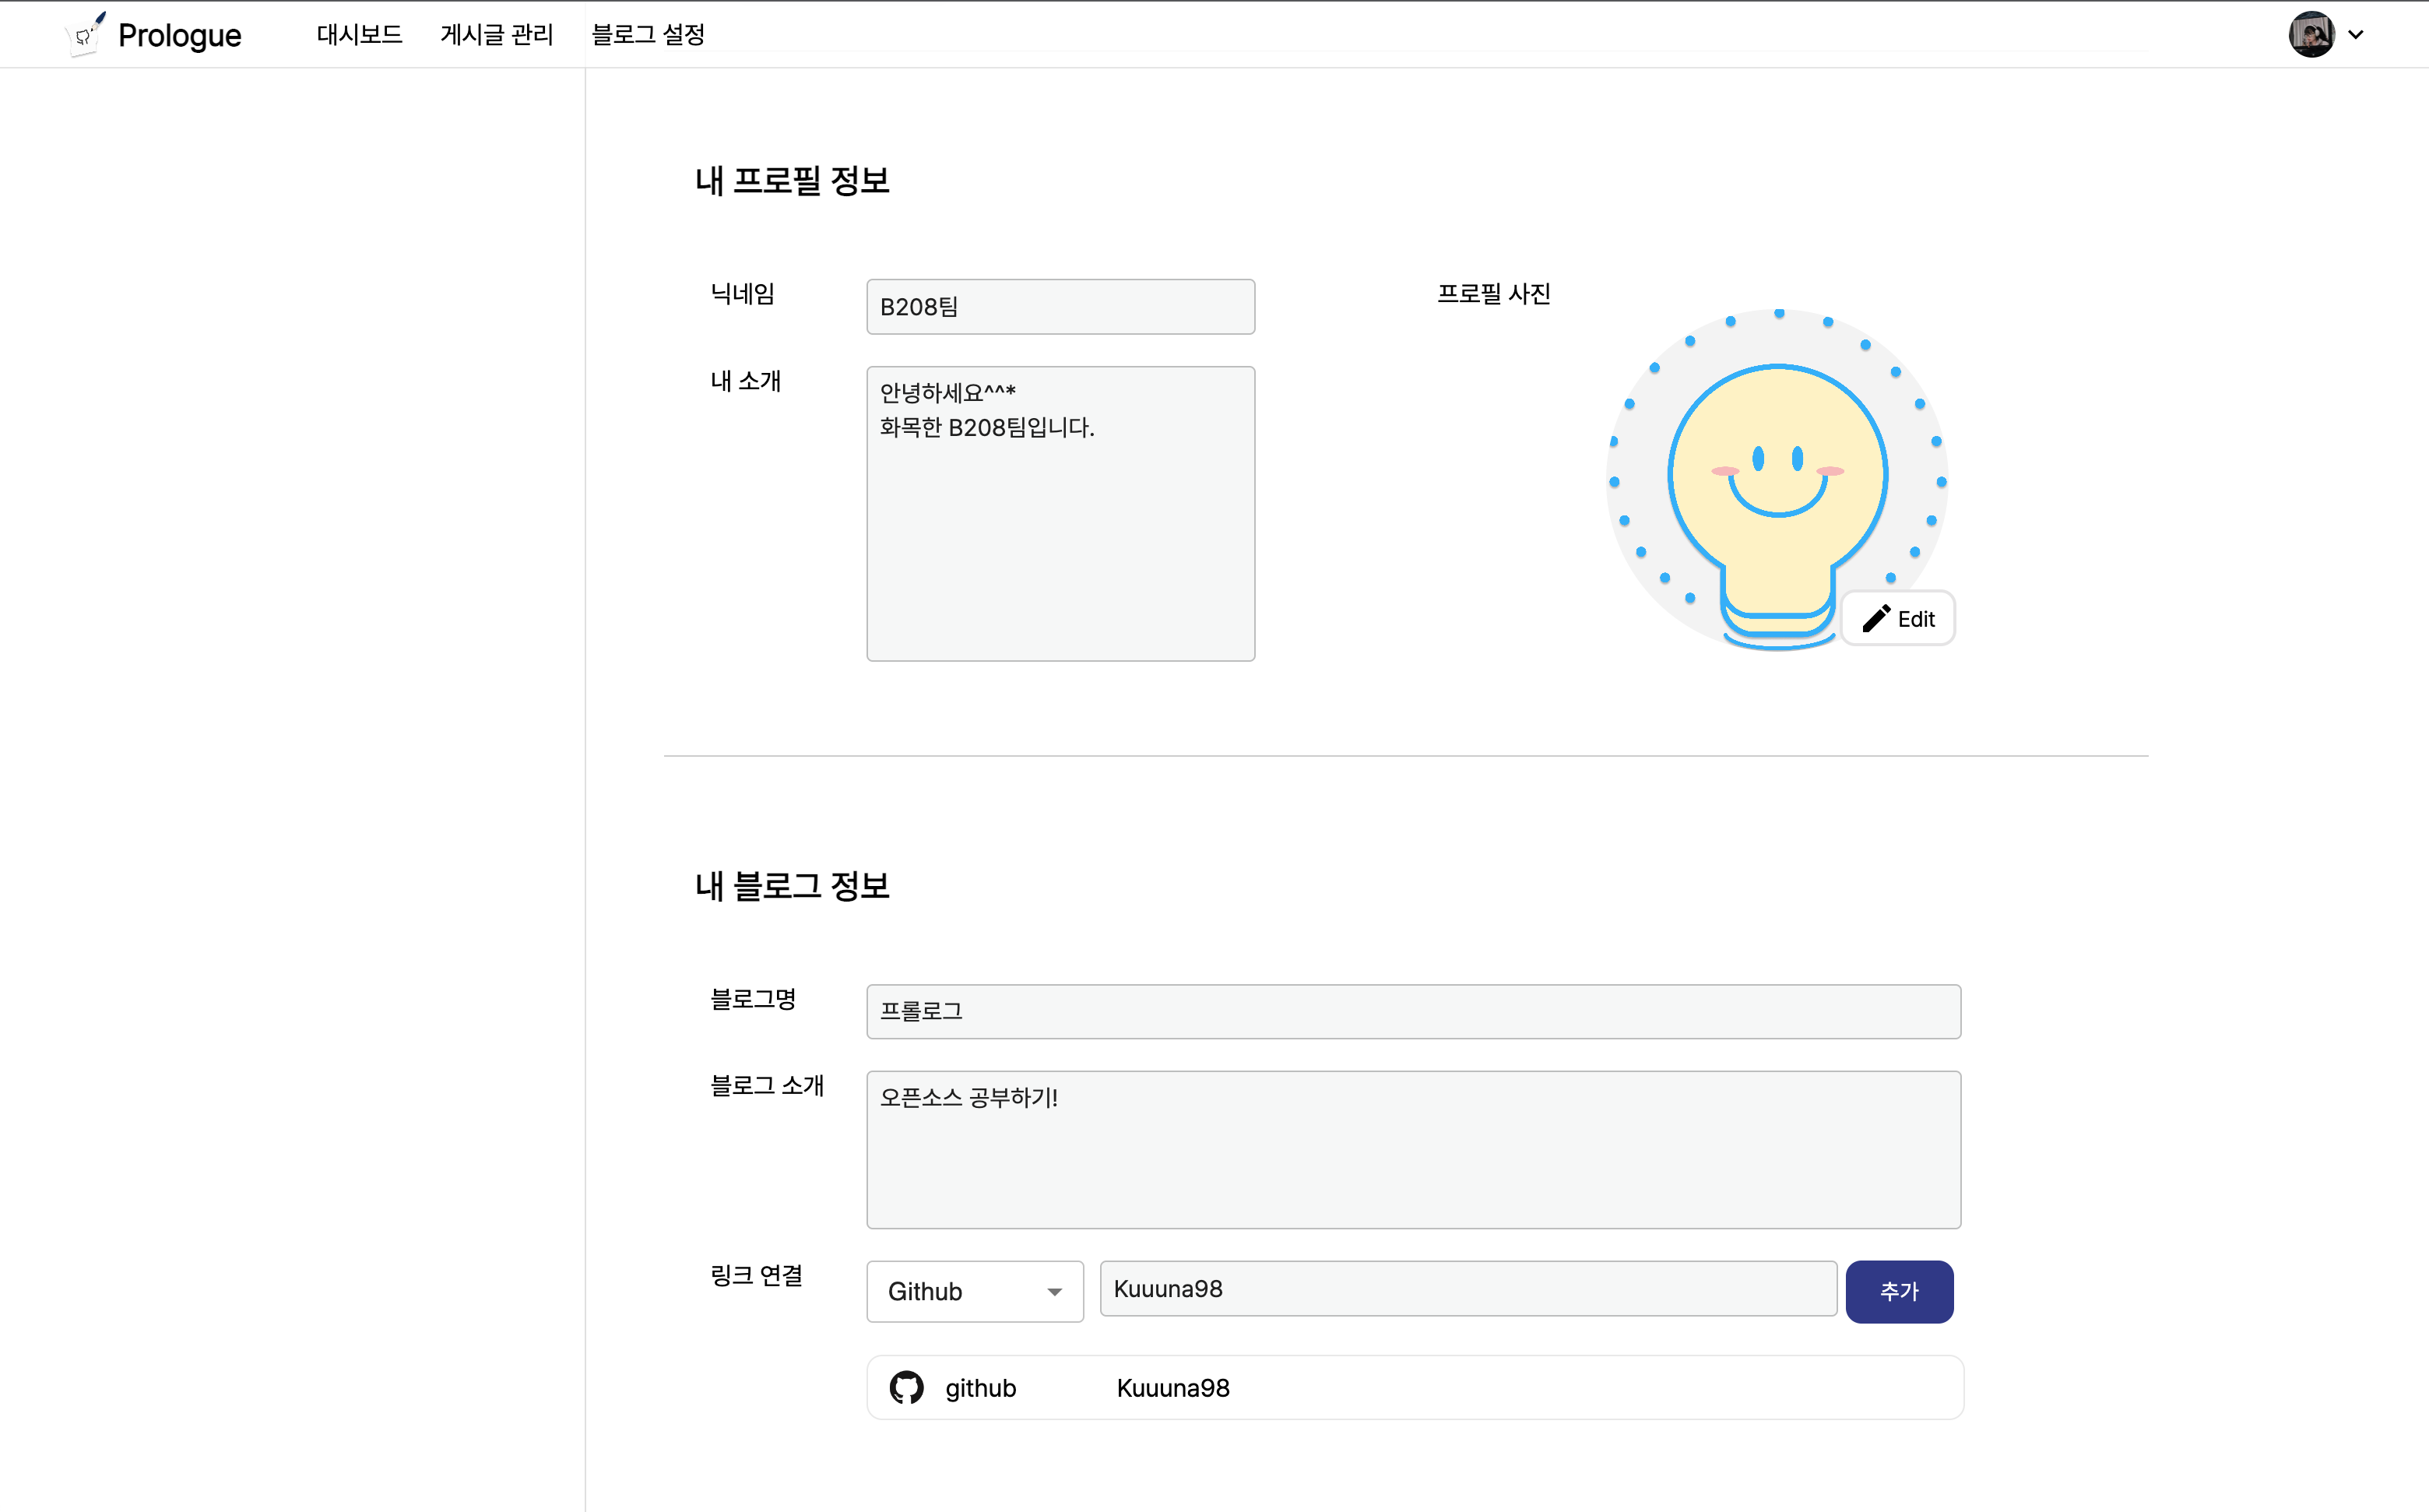 Prologue 대시보드 게시글 관리 블로그 설정
내 프로필 정보
닉네임 B208팀 프로필 사진
내 소개 안녕하세요^^*
화목한 B208팀입니다.
Edit
내 블로그 정보
블로그명 프롤로그
블로그 소개 오픈소스 공부하기!
링크 연결 Github Kuuuna98 추가
github Kuuuna98